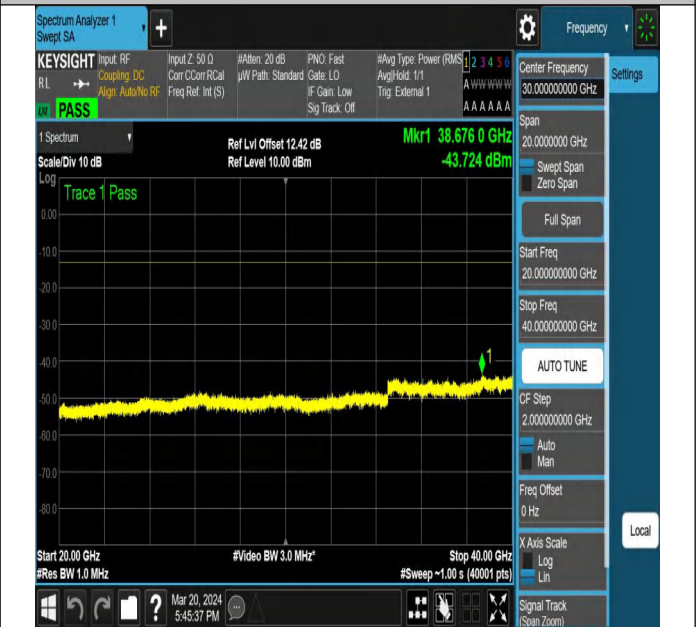 Spectrum Analyzer 1
Swept SA
+
Frequency
KEYSIGHT
RL
PASS
Input: RF
Coupling: DC
Align: Auto/No RF
Input Z: 50 Ω
Corr CCorr RCal
Freq Ref: Int (S)
#Atten: 20 dB
µW Path: Standard
PNO: Fast
Gate: LO
IF Gain: Low
Sig Track: Off
#Avg Type: Power (RMS
Avg|Hold: 1/1
Trig: External 1
1 2 3 4 5 6
A W W W W W
A A A A A A
1 Spectrum
Scale/Div 10 dB
Ref Lvl Offset 12.42 dB
Ref Level 10.00 dBm
Mkr1 38.676 0 GHz
-43.724 dBm
Log
Trace 1 Pass
0.00
-10.0
-20.0
-30.0
-40.0
-50.0
-60.0
-70.0
-80.0
1
Start 20.00 GHz
#Res BW 1.0 MHz
#Video BW 3.0 MHz*
Stop 40.00 GHz
#Sweep ~1.00 s (40001 pts)
?
Mar 20, 2024
5:45:37 PM
Center Frequency
30.000000000 GHz
Span
20.0000000 GHz
Swept Span
Zero Span
Full Span
Start Freq
20.000000000 GHz
Stop Freq
40.000000000 GHz
AUTO TUNE
CF Step
2.000000000 GHz
Auto
Man
Freq Offset
0 Hz
X Axis Scale
Log
Lin
Signal Track
(Span Zoom)
Settings
Local